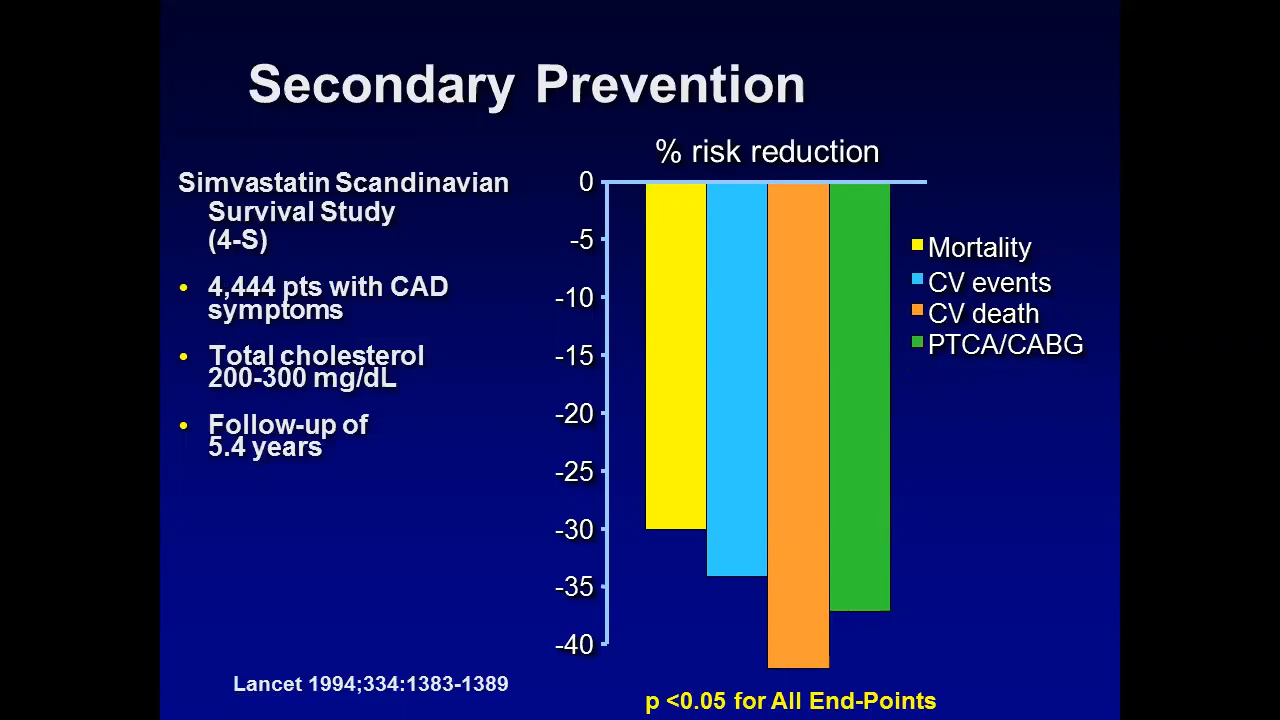 Secondary Prevention
Simvastatin Scandinavian
Survival Study
(4-S)
• 4,444 pts with CAD
symptoms
• Total cholesterol
200-300 mg/dL
• Follow-up of
5.4 years
Lancet 1994;334:1383-1389
% risk reduction
0
-5
-10
-15
-20
-25
-30
-35
-40
Mortality
CV events
CV death
PTCA/CABG
p <0.05 for All End-Points